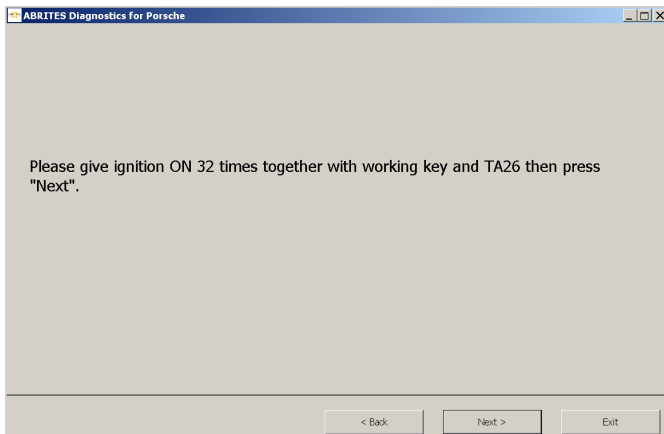 ABRITES Diagnostics for Porsche
Please give ignition ON 32 times together with working key and TA26 then press
"Next".
< Back Next > Exit